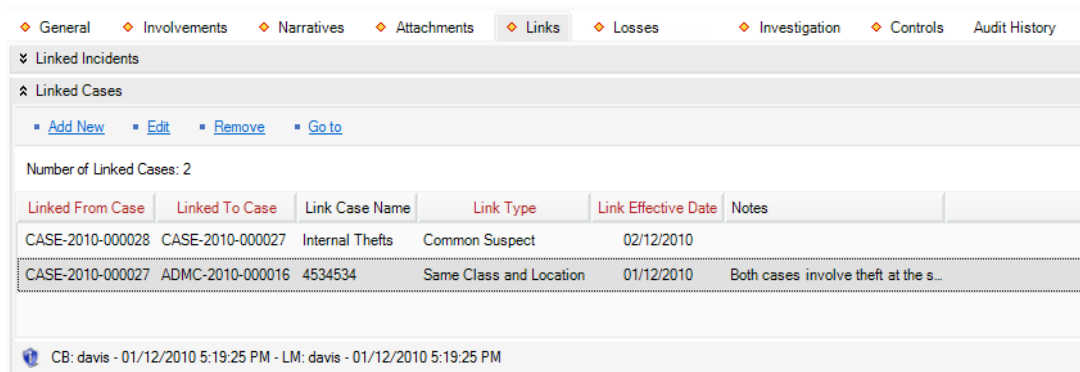 General Involvements Narratives Attachments Links Losses Investigation Controls Audit History
Linked Incidents
Linked Cases
Add New Edit Remove Go to
Number of Linked Cases: 2
Linked From Case Linked To Case Link Case Name Link Type Link Effective Date Notes
CASE-2010-000028 CASE-2010-000027 Internal Thefts Common Suspect 02/12/2010
CASE-2010-000027 ADMC-2010-000016 4534534 Same Class and Location 01/12/2010 Both cases involve theft at the s...
CB: davis - 01/12/2010 5:19:25 PM - LM: davis - 01/12/2010 5:19:25 PM